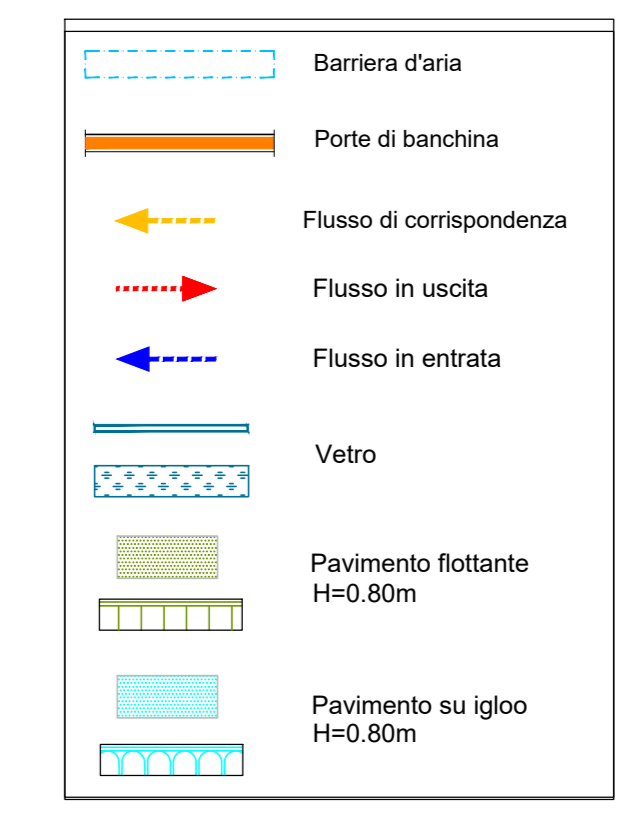 Barriera d'aria
Porte di banchina
Flusso di corrispondenza
Flusso in uscita
Flusso in entrata
Vetro
Pavimento flottante
H=0.80m
Pavimento su igloo
H=0.80m